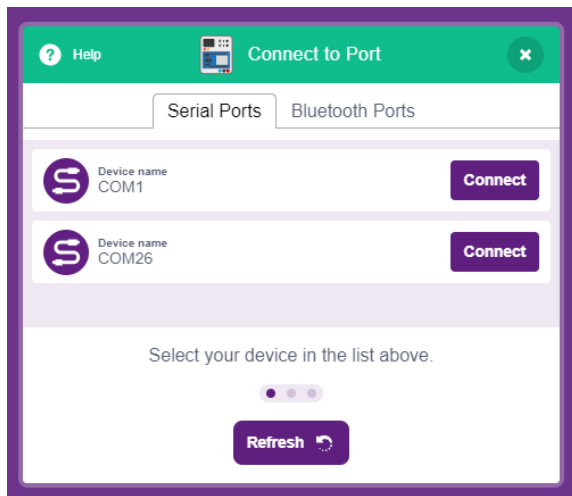 Help
Connect to Port
Serial Ports
Bluetooth Ports
Device name
COM1
Connect
Device name
COM26
Connect
Select your device in the list above.
Refresh